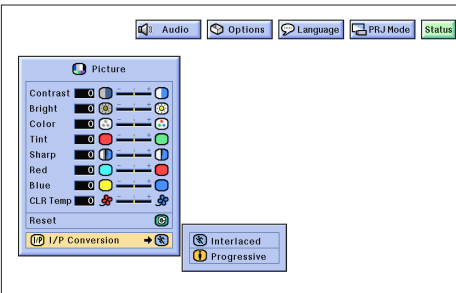 Audio Options Language PRJ Mode Status
Picture
Contrast 0
Bright 0
Color 0
Tint 0
Sharp 0
Red 0
Blue 0
CLR Temp 0
Reset
I/P I/P Conversion
Interlaced
Progressive